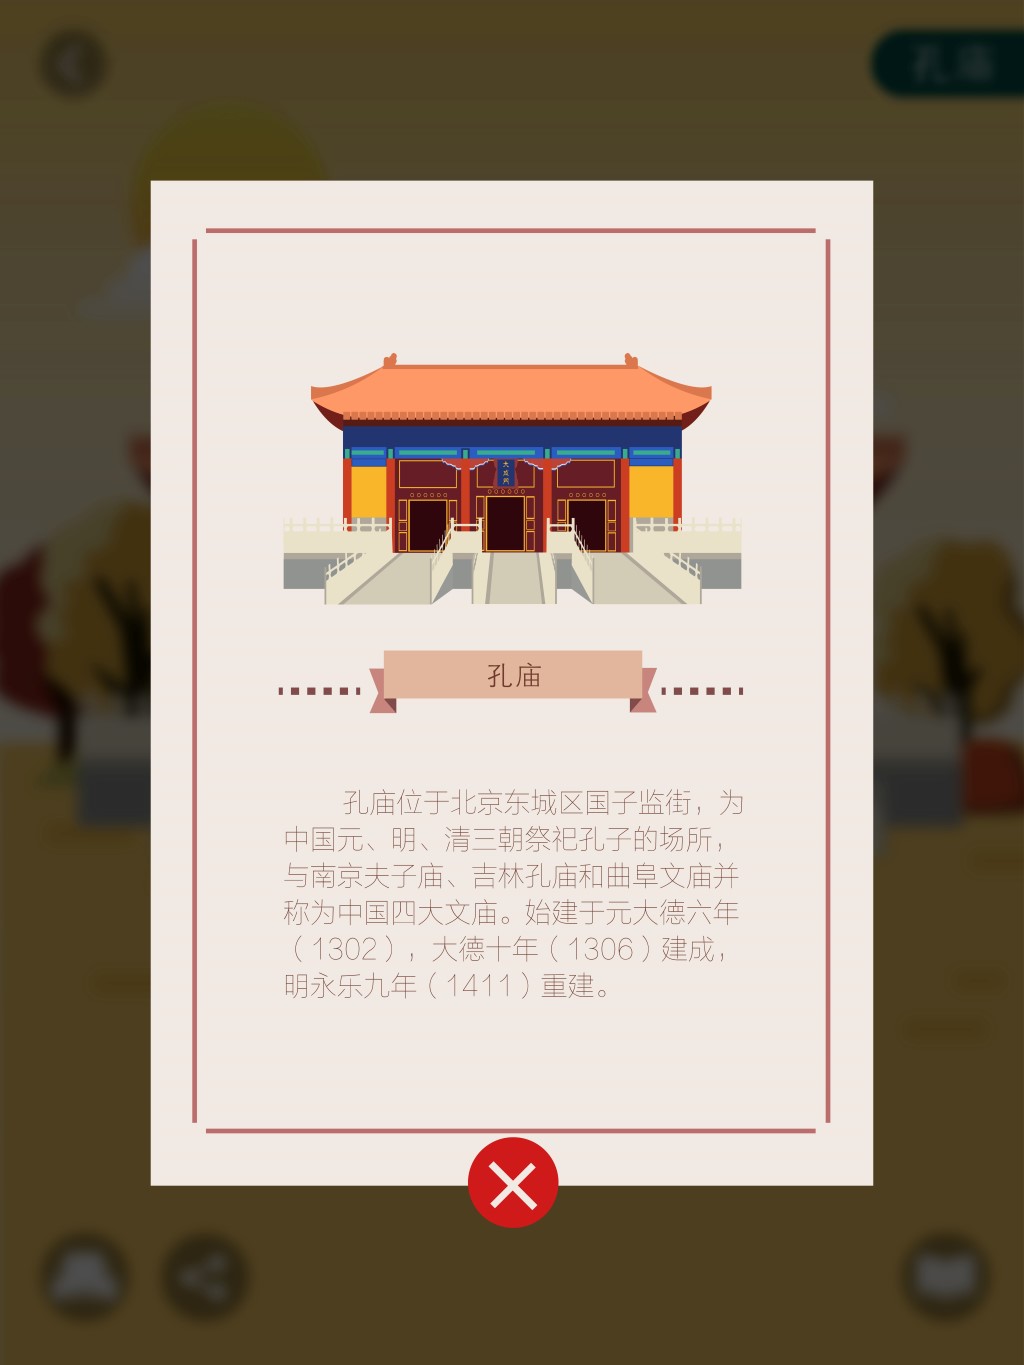 孔庙
大成门
孔庙
孔庙位于北京东城区国子监街，为
中国元、明、清三朝祭祀孔子的场所，
与南京夫子庙、吉林孔庙和曲阜文庙并
称为中国四大文庙。始建于元大德六年
（1302），大德十年（1306）建成，
明永乐九年（1411）重建。